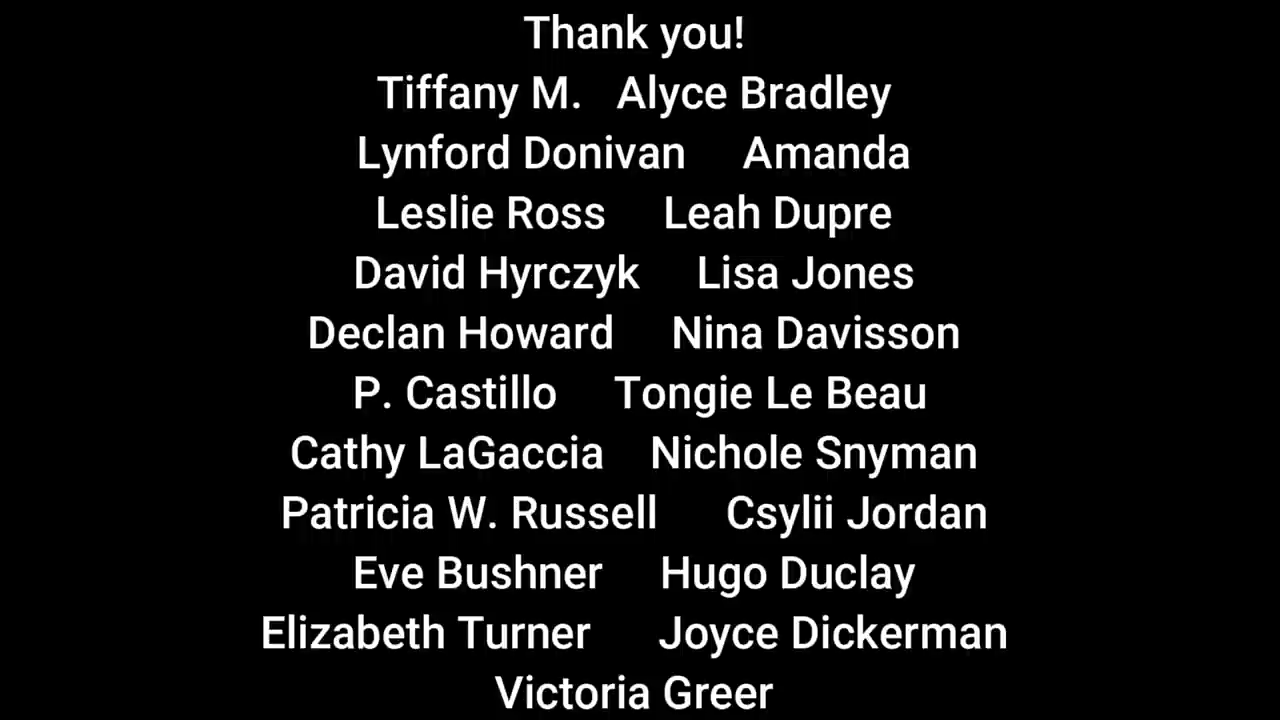 Thank you!
Tiffany M. Alyce Bradley
Lynford Donivan Amanda
Leslie Ross Leah Dupre
David Hyrczyk Lisa Jones
Declan Howard Nina Davisson
P. Castillo Tongie Le Beau
Cathy LaGaccia Nichole Snyman
Patricia W. Russell Csylii Jordan
Eve Bushner Hugo Duclay
Elizabeth Turner Joyce Dickerman
Victoria Greer